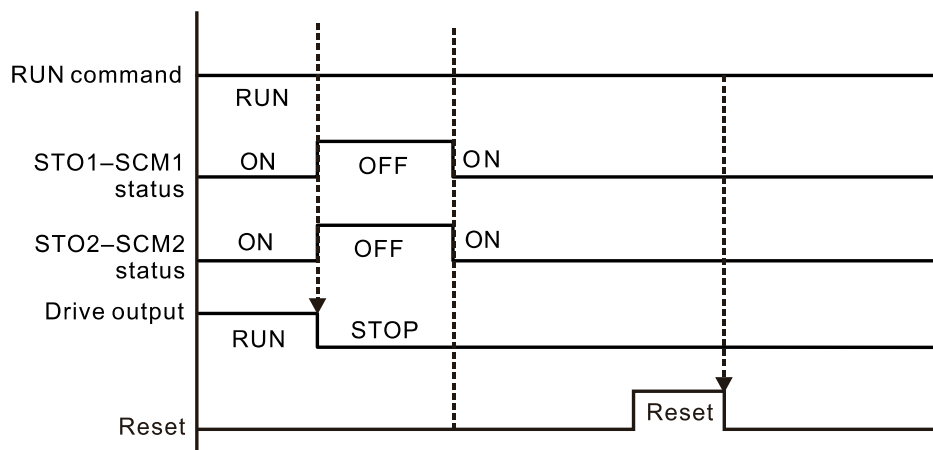 RUN command
RUN
STO1–SCM1
status
ON
OFF
ON
STO2–SCM2
status
ON
OFF
ON
Drive output
RUN
STOP
Reset
Reset